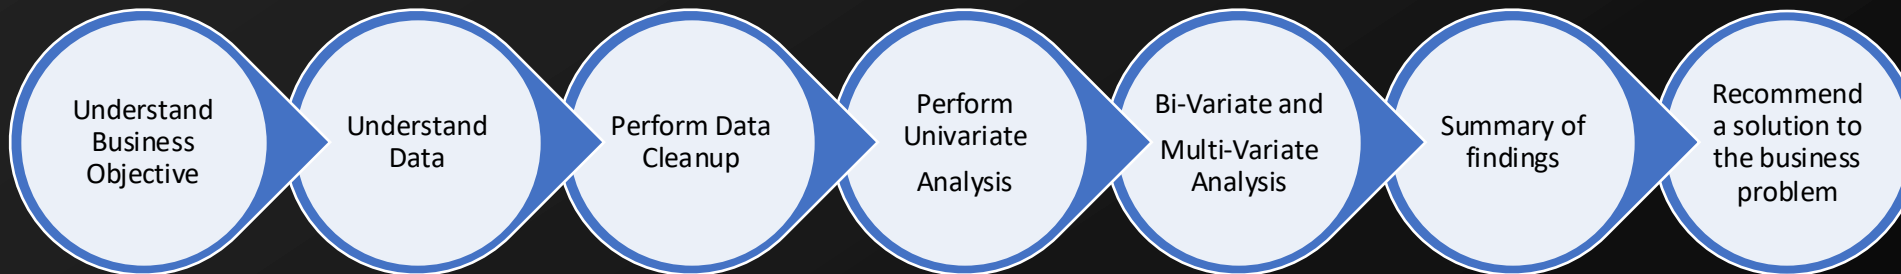 Understand
Business
Objective
Understand
Data
Perform Data
Cleanup
Perform
Univariate
Analysis
Bi-Variate and
Multi-Variate
Analysis
Summary of
findings
Recommend
a solution to
the business
problem